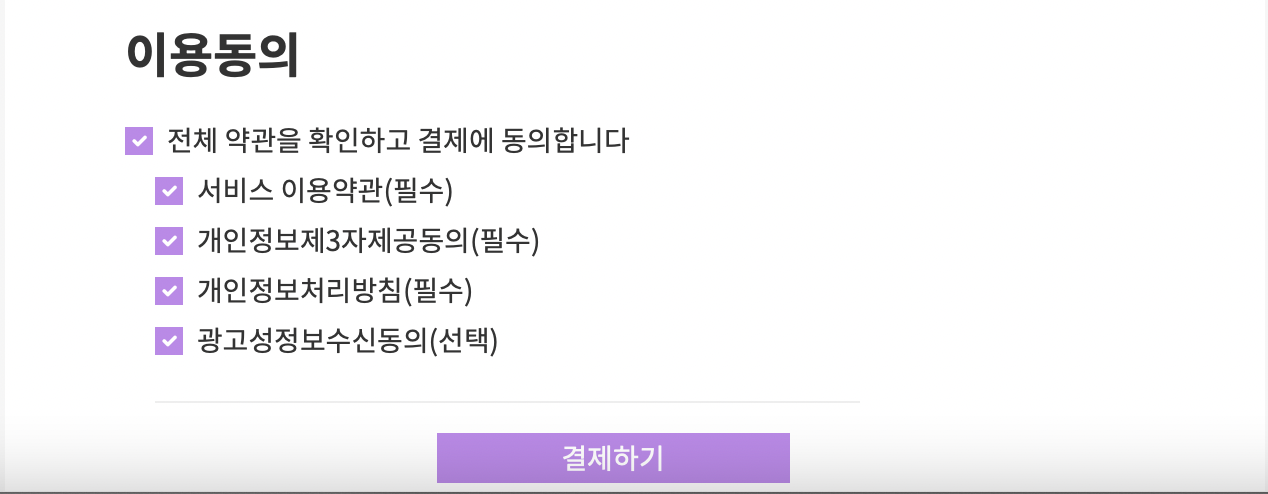 이용동의
전체 약관을 확인하고 결제에 동의합니다
서비스 이용약관(필수)
개인정보제3자제공동의(필수)
개인정보처리방침(필수)
광고성정보수신동의(선택)
결제하기